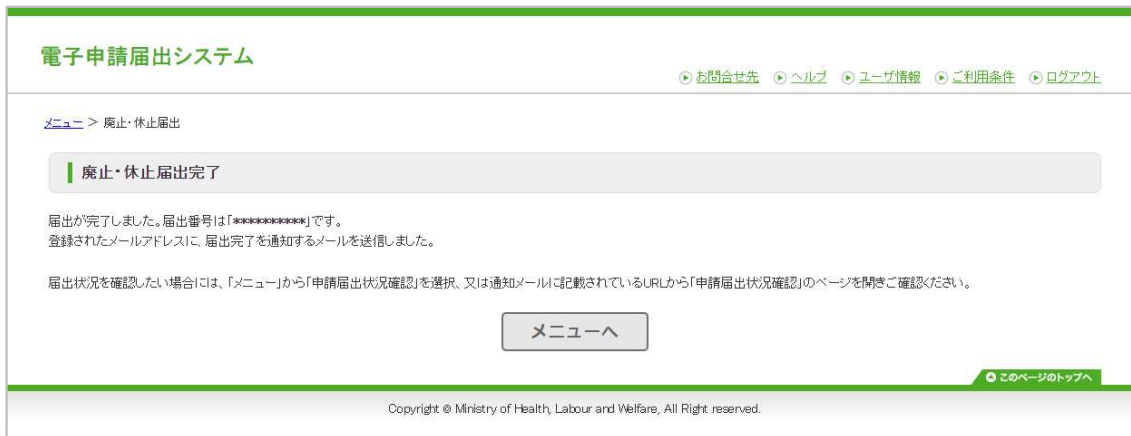 電子申請届出システム
お問合せ先 ヘルプ ユーザ情報 ご利用条件 ログアウト
メニュー > 廃止・休止届出
廃止・休止届出完了
届出が完了しました。届出番号は「***********」です。
登録されたメールアドレスに、届出完了を通知するメールを送信しました。
届出状況を確認したい場合には、「メニュー」から「申請届出状況確認」を選択、又は通知メールに記載されているURLから「申請届出状況確認」のページを開きご確認ください。
メニューへ
このページのトップへ
Copyright © Ministry of Health, Labour and Welfare, All Right reserved.